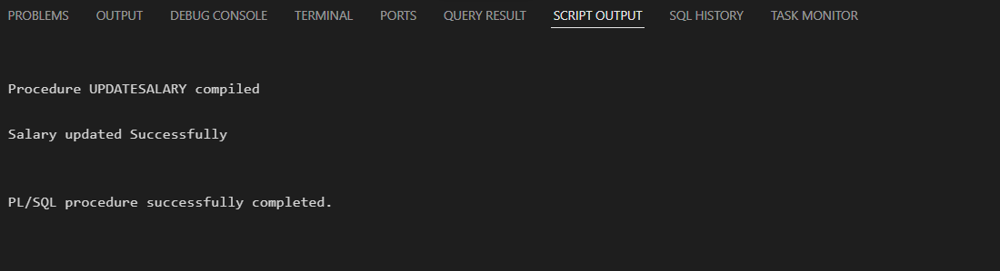 PROBLEMS OUTPUT DEBUG CONSOLE TERMINAL PORTS QUERY RESULT SCRIPT OUTPUT SQL HISTORY TASK MONITOR
Procedure UPDATESALARY compiled
Salary updated Successfully
PL/SQL procedure successfully completed.